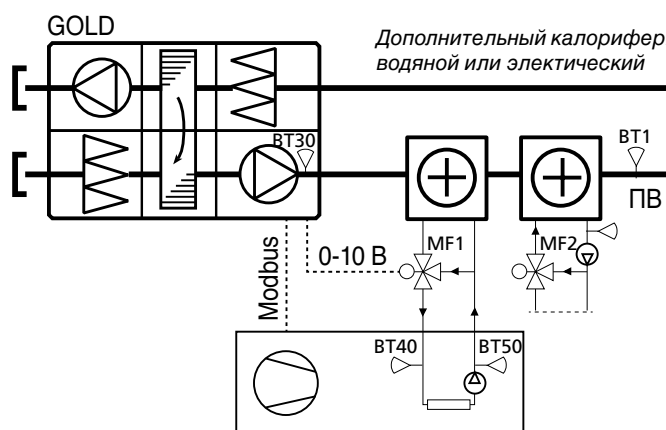 GOLD
Дополнительный калорифер
водяной или электический
BT30
BT1
ПВ
MF1
MF2
0-10 В
Modbus
BT40
BT50